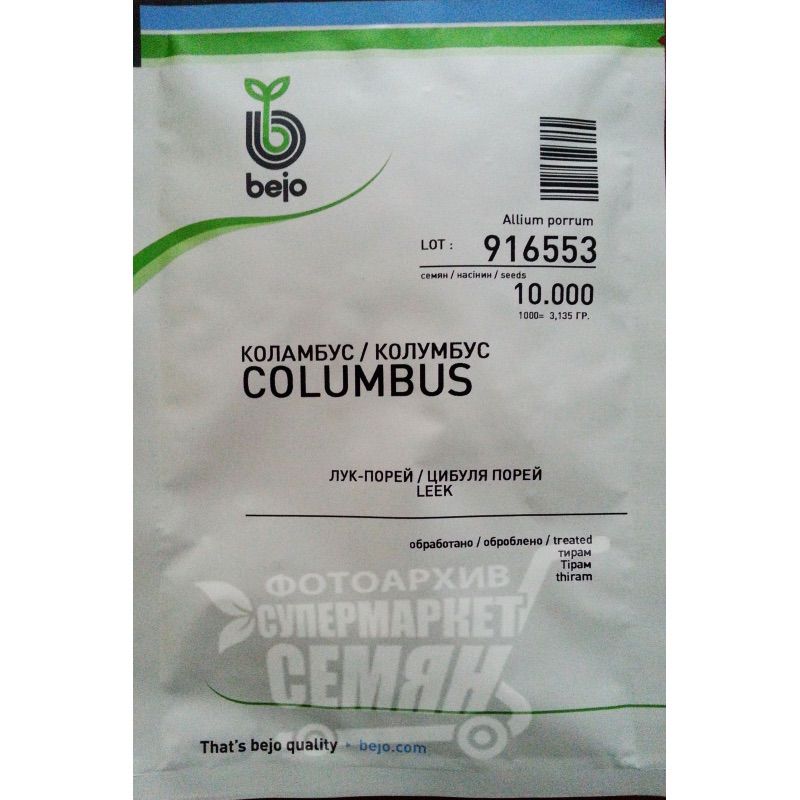 bejo
Allium porrum
LOT : 916553
семян / насінин / seeds
10.000
1000= 3,135 ГР.
КОЛАМБУС / КОЛУМБУС
COLUMBUS
ЛУК-ПОРЕЙ / ЦИБУЛЯ ПОРЕЙ
LEEK
обработано / оброблено / treated
тирам
Тірам
thiram
ФОТОАРХИВ
СУПЕРМАРКЕТ
СЕМЯН
That's bejo quality bejo.com